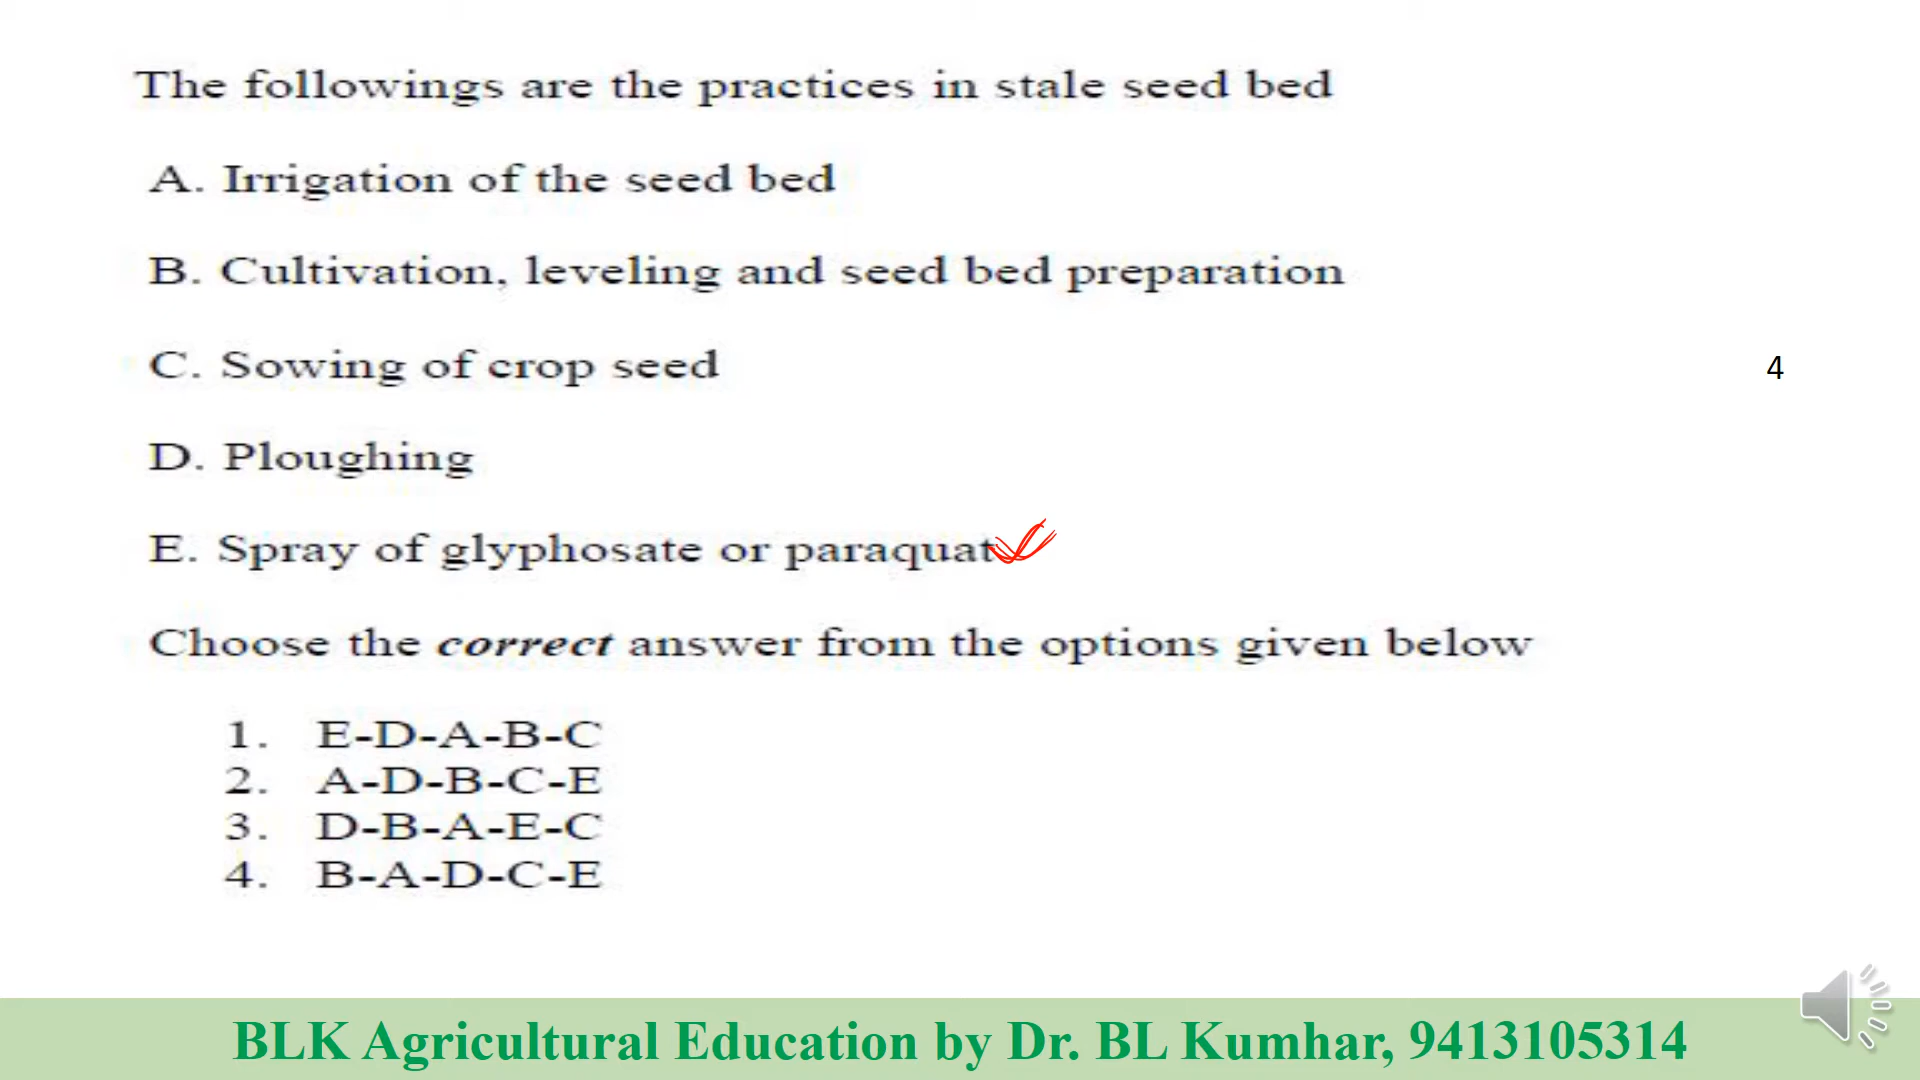 The followings are the practices in stale seed bed
A. Irrigation of the seed bed
B. Cultivation, leveling and seed bed preparation
C. Sowing of crop seed
4
D. Ploughing
E. Spray of glyphosate or paraquat
Choose the correct answer from the options given below
1. E-D-A-B-C
2. A-D-B-C-E
3. D-B-A-E-C
4. B-A-D-C-E
BLK Agricultural Education by Dr. BL Kumhar, 9413105314